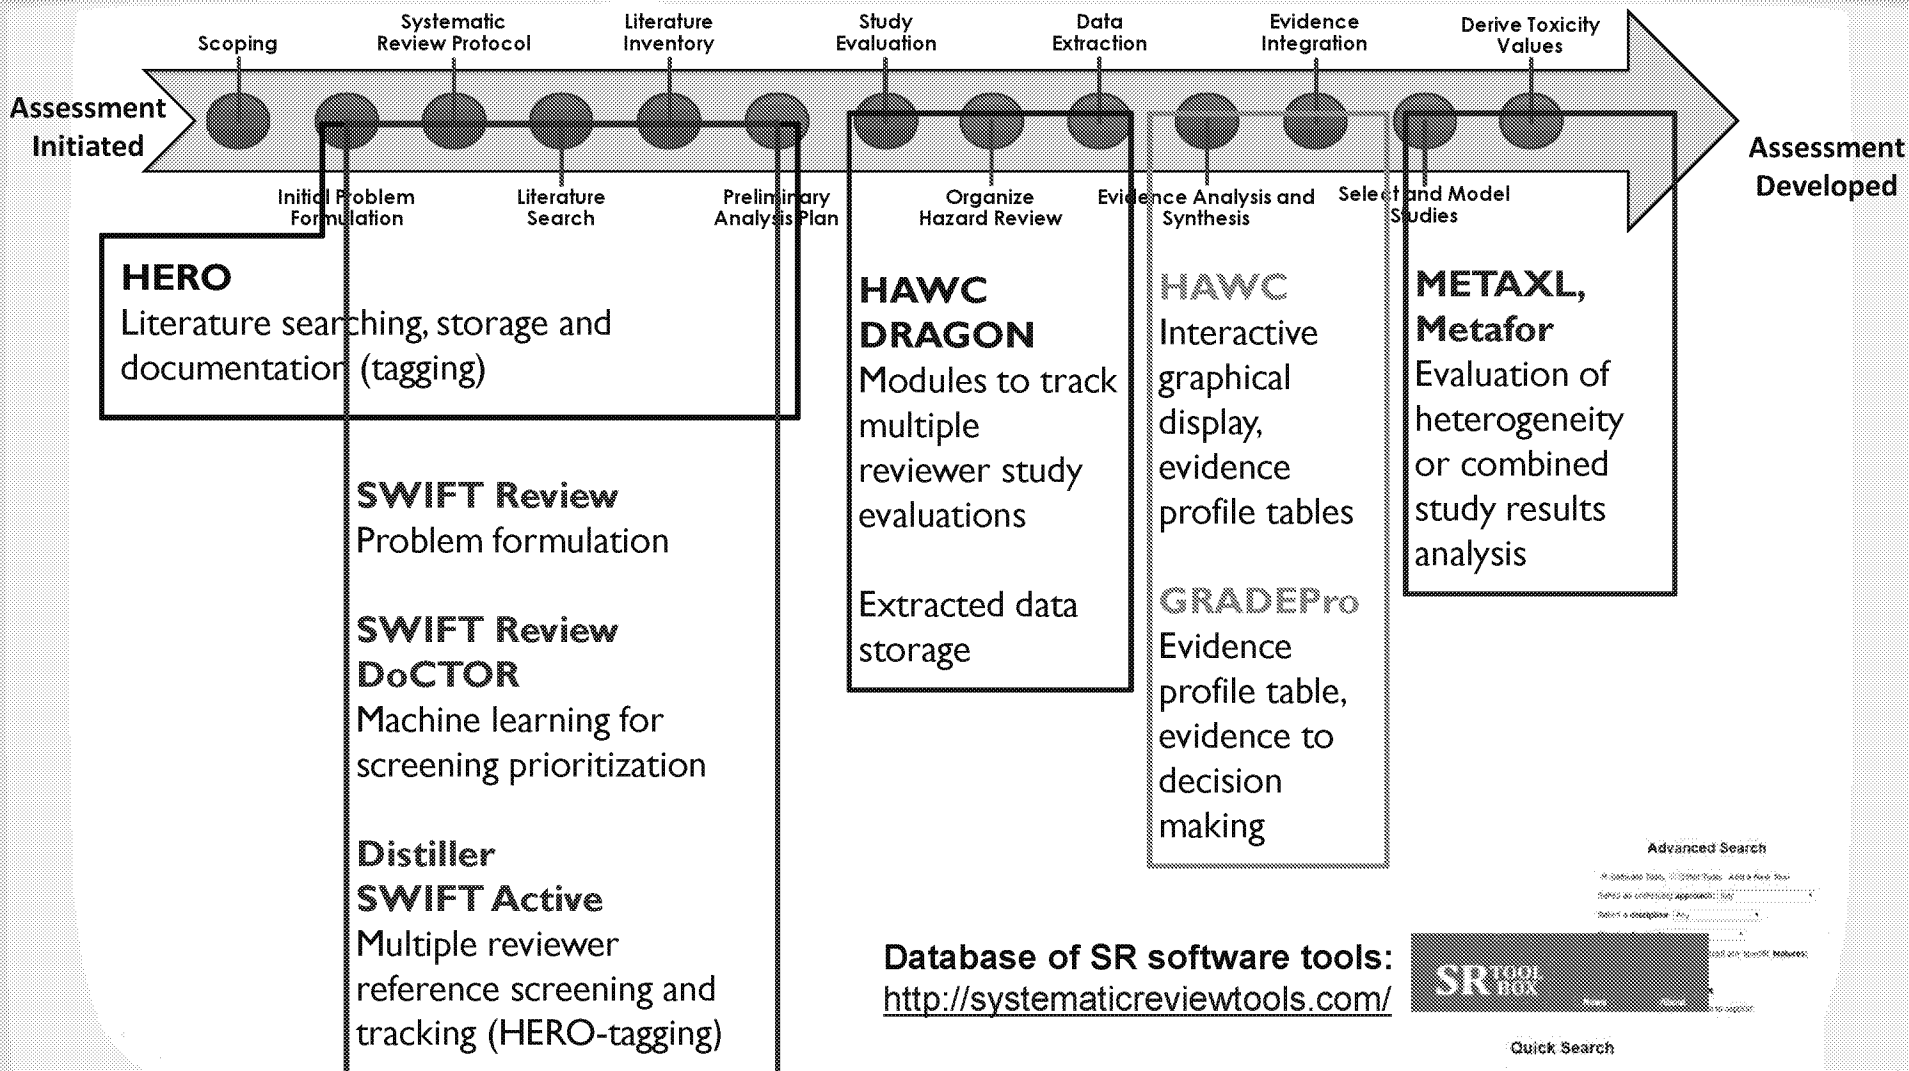 Scoping
Systematic
Review Protocol
Literature
Inventory
Study
Evaluation
Data
Extraction
Evidence
Integration
Derive Toxicity
Values
Assessment
Initiated
Assessment
Developed
Initial Problem
Formulation
Literature
Search
Preliminary
Analysis Plan
Organize
Hazard Review
Evidence Analysis and
Synthesis
Select and Model
Studies
HERO
Literature searching, storage and
documentation (tagging)
SWIFT Review
Problem formulation
SWIFT Review
DoCTOR
Machine learning for
screening prioritization
Distiller
SWIFT Active
Multiple reviewer
reference screening and
tracking (HERO-tagging)
HAWC
DRAGON
Modules to track
multiple
reviewer study
evaluations
Extracted data
storage
HAWC
Interactive
graphical
display,
evidence
profile tables
GRADEPro
Evidence
profile table,
evidence to
decision
making
METAXL,
Metafor
Evaluation of
heterogeneity
or combined
study results
analysis
Database of SR software tools:
http://systematicreviewtools.com/
Advanced Search
SR TOOL
BOX
News About
Quick Search